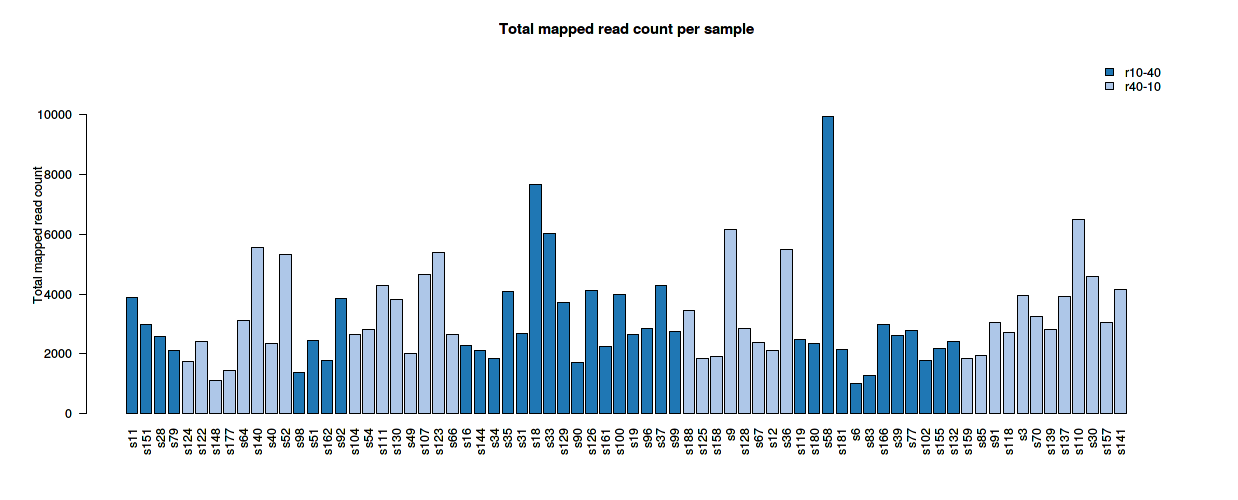 Total mapped read count per sample
r10-40
r40-10
Total mapped read count
10000
8000
6000
4000
2000
0
s11 s151 s28 s79 s124 s122 s148 s177 s64 s140 s40 s52 s98 s51 s162 s92 s104 s54 s111 s130 s49 s107 s123 s66 s16 s144 s34 s35 s31 s18 s33 s129 s90 s126 s161 s100 s19 s96 s37 s99 s188 s125 s158 s9 s128 s67 s12 s36 s119 s180 s58 s181 s6 s83 s166 s39 s77 s102 s155 s132 s159 s85 s91 s118 s3 s70 s139 s137 s110 s30 s157 s141